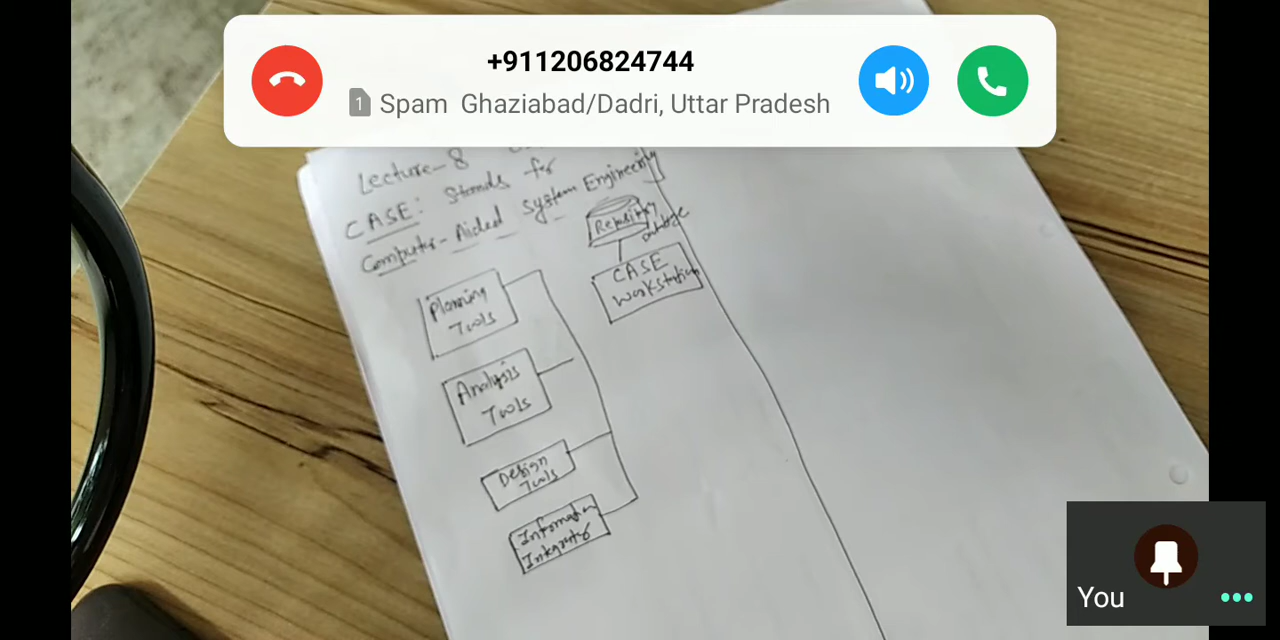 +911206824744
1 Spam Ghaziabad/Dadri, Uttar Pradesh
Lecture-8
CASE: Stands for
Computer-Aided System Engineering
Repository
CASE
Workstation
Planning
Tools
Analysis
Tools
Design
Tools
Information
You